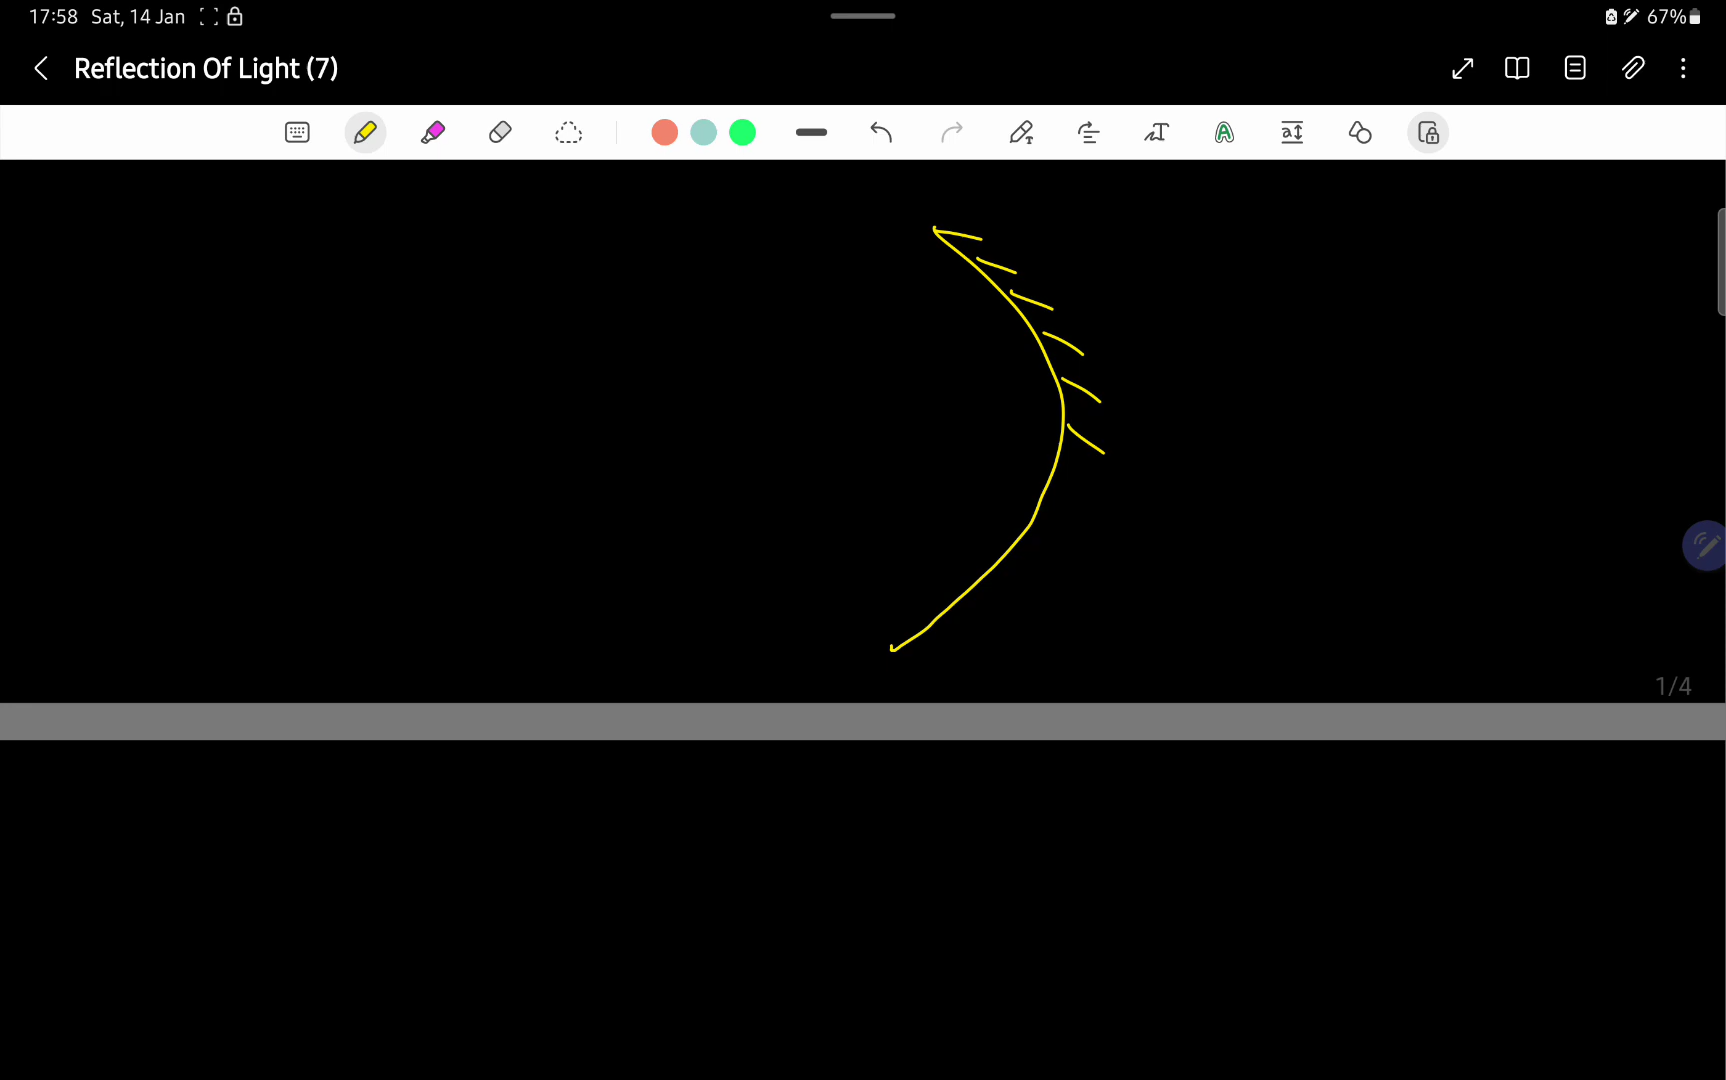 17:58 Sat, 14 Jan
67%
Reflection Of Light (7)
A
a
1/4